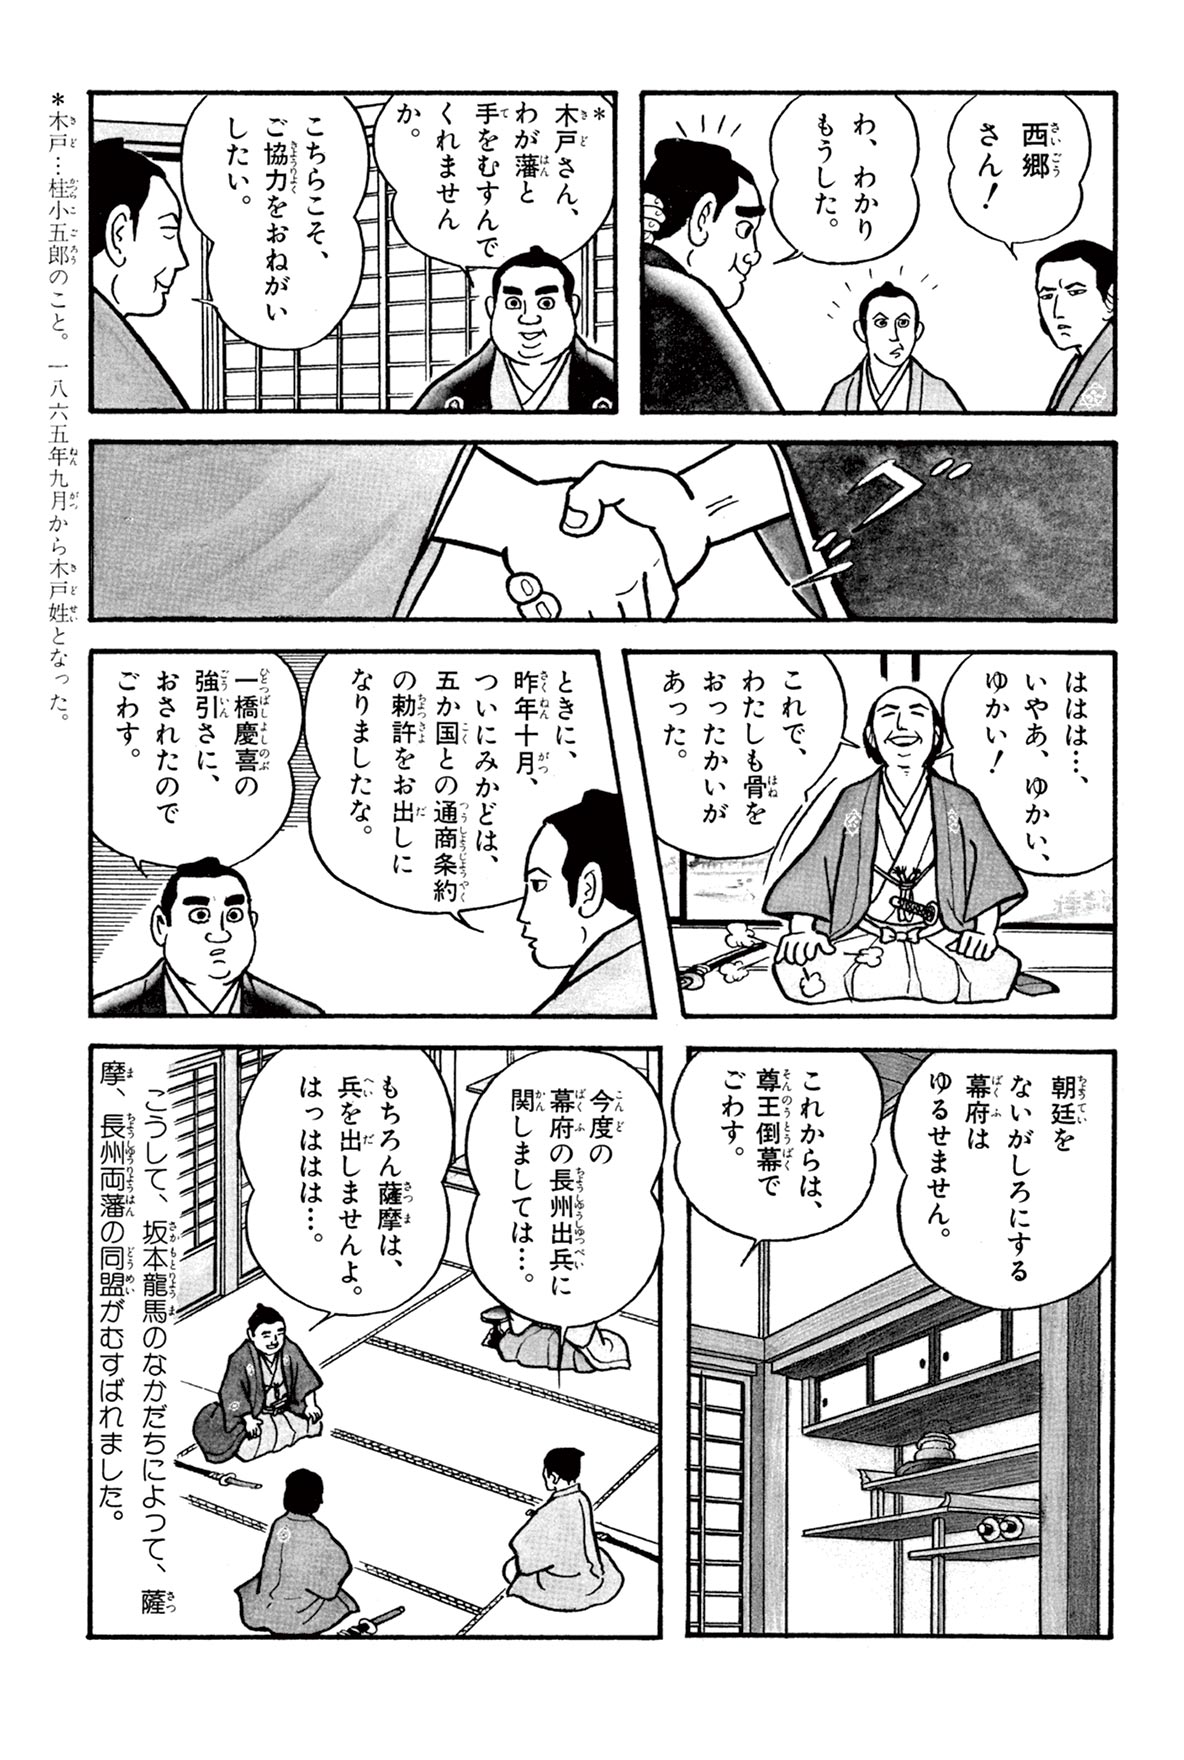 西郷
さん！
わ、わかり
もうした。
＊
木戸さん、
わが藩と
手をむすんで
くれません
か。
こちらこそ、
ご協力をおねがい
したい。
グッ
ははは…、
いやあ、ゆかい、
ゆかい！
これで、
わたしも骨を
おったかいが
あった。
ときに、
昨年十月、
ついにみかどは、
五か国との通商条約
の勅許をお出しに
なりましたな。
一橋慶喜の
強引さに、
おされたので
ごわす。
朝廷を
ないがしろにする
幕府は
ゆるせません。
これからは、
尊王倒幕で
ごわす。
今度の
幕府の長州出兵に
関しましては…。
もちろん薩摩は、
兵を出しませんよ。
はっははは…。
こうして、坂本龍馬のなかだちによって、薩
摩、長州両藩の同盟がむすばれました。
＊木戸…桂小五郎のこと。一八六五年九月から木戸姓となった。